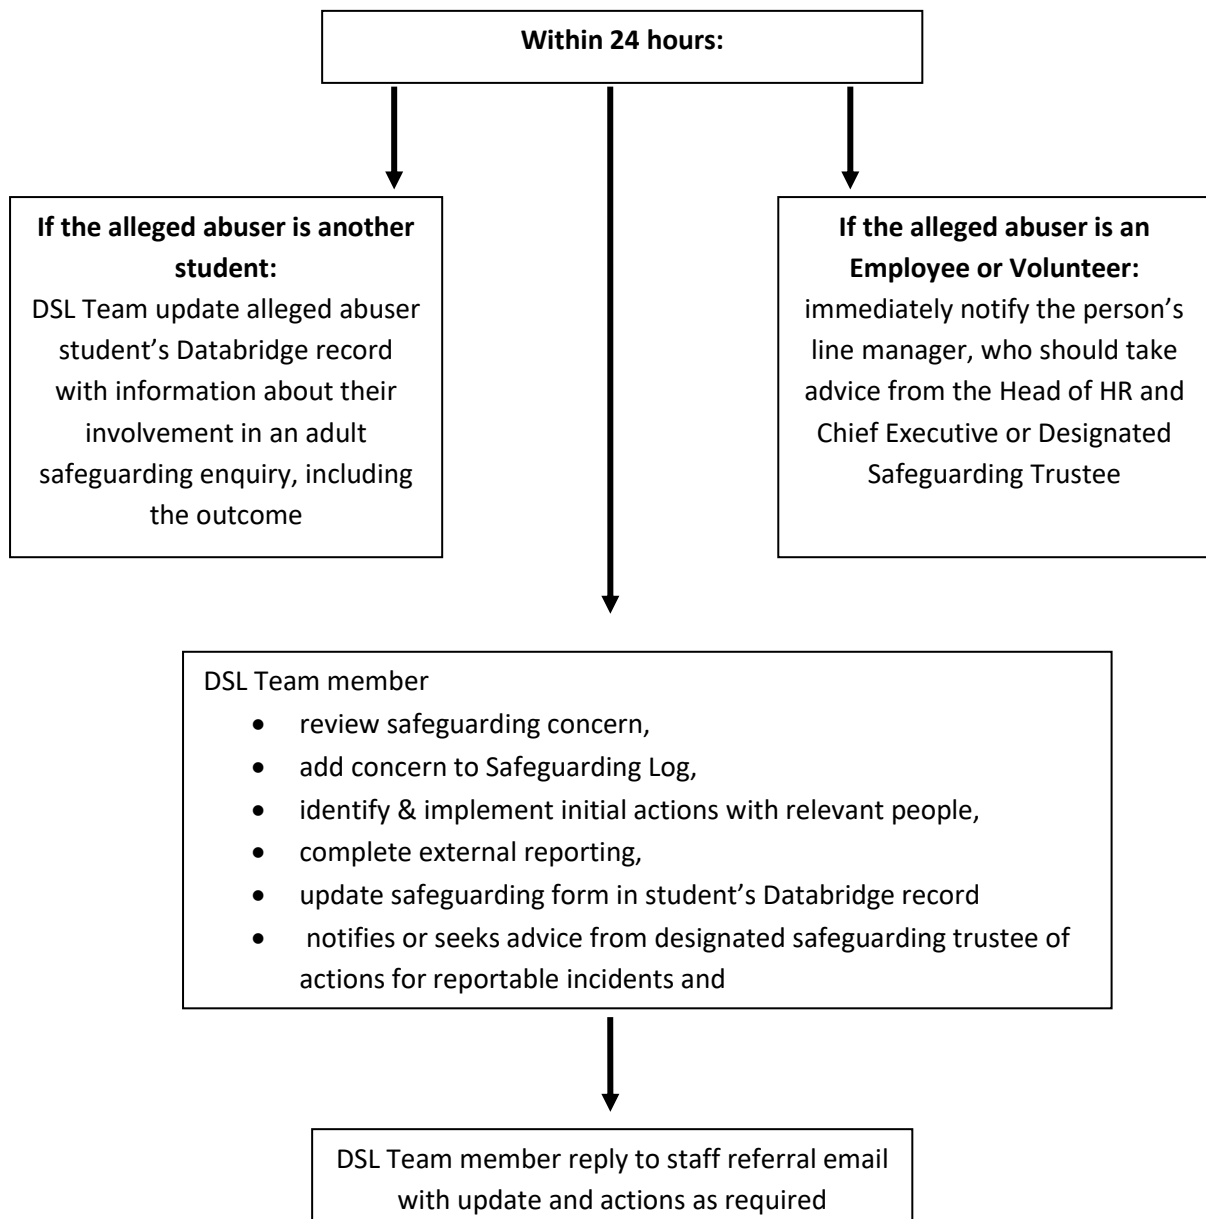 Within 24 hours:
If the alleged abuser is another
student:
DSL Team update alleged abuser
student’s Databridge record
with information about their
involvement in an adult
safeguarding enquiry, including
the outcome
If the alleged abuser is an
Employee or Volunteer:
immediately notify the person’s
line manager, who should take
advice from the Head of HR and
Chief Executive or Designated
Safeguarding Trustee
DSL Team member
• review safeguarding concern,
• add concern to Safeguarding Log,
• identify & implement initial actions with relevant people,
• complete external reporting,
• update safeguarding form in student’s Databridge record
• notifies or seeks advice from designated safeguarding trustee of
actions for reportable incidents and
DSL Team member reply to staff referral email
with update and actions as required